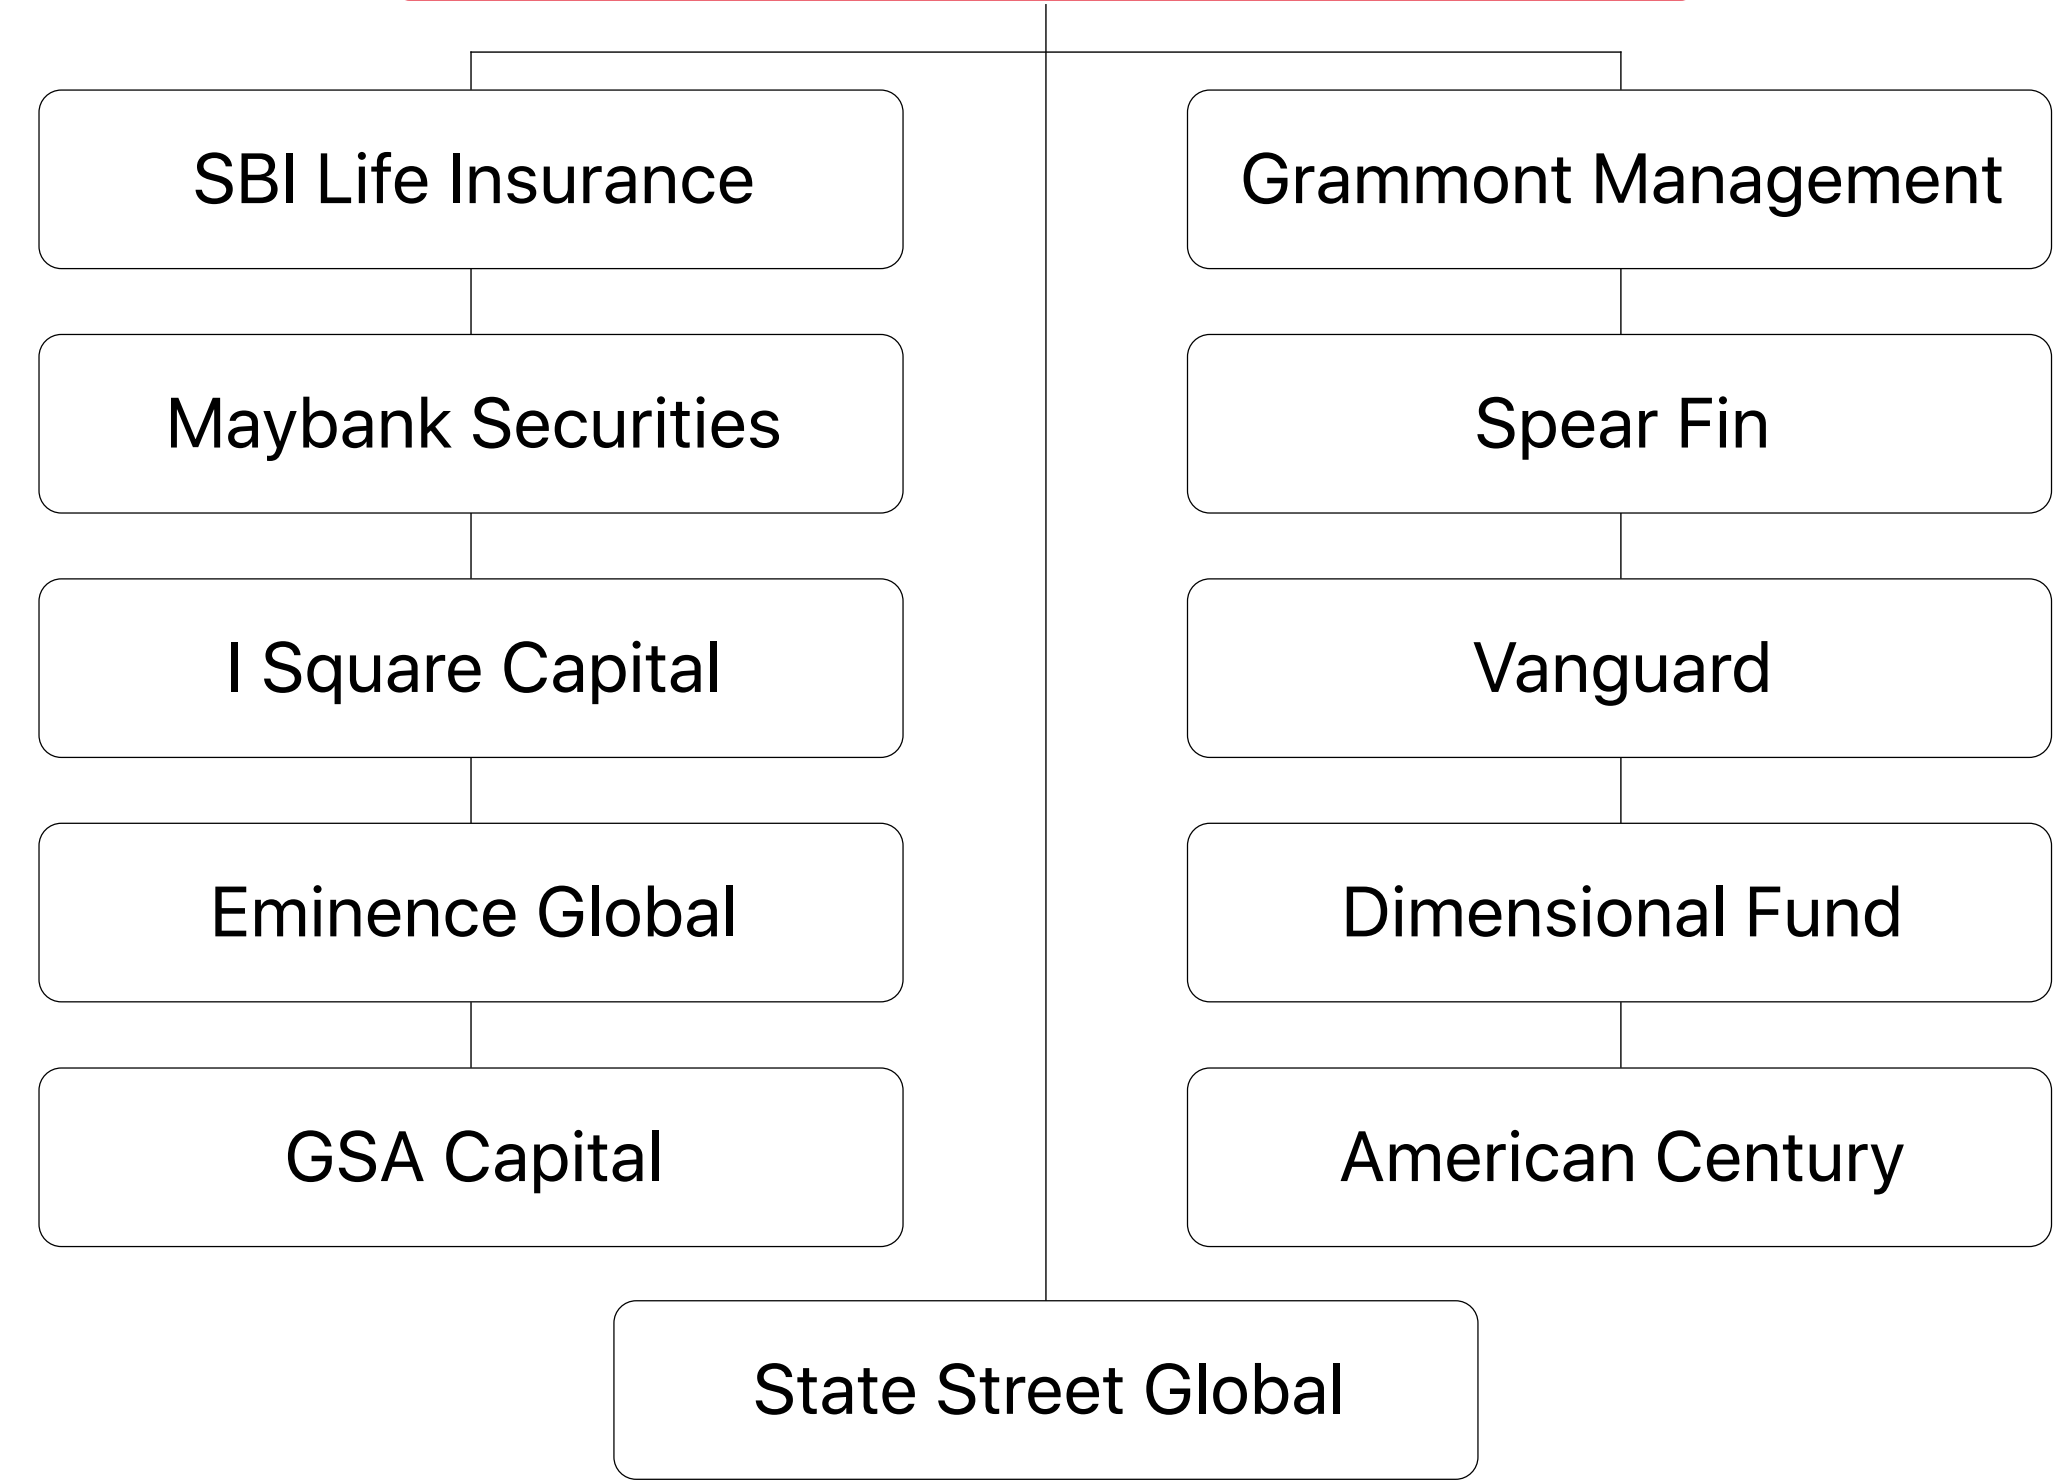 SBI Life Insurance
Grammont Management
Maybank Securities
Spear Fin
I Square Capital
Vanguard
Eminence Global
Dimensional Fund
GSA Capital
American Century
State Street Global